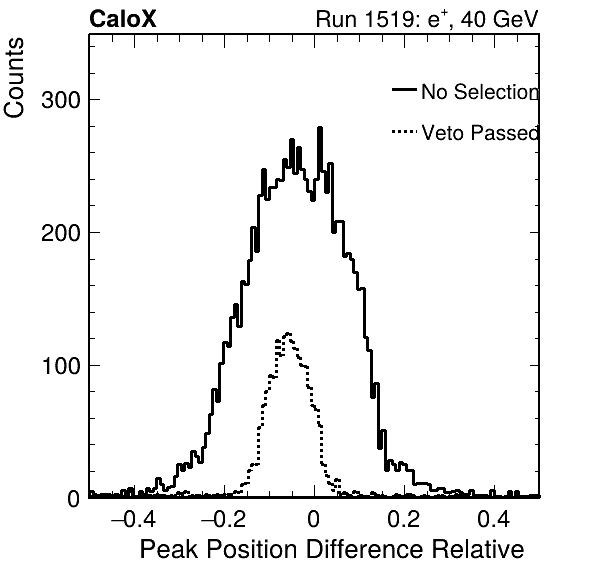 CaloX Run 1519: e⁺, 40 GeV
Counts
No Selection
Veto Passed
300
200
100
0
−0.4 −0.2 0 0.2 0.4
Peak Position Difference Relative